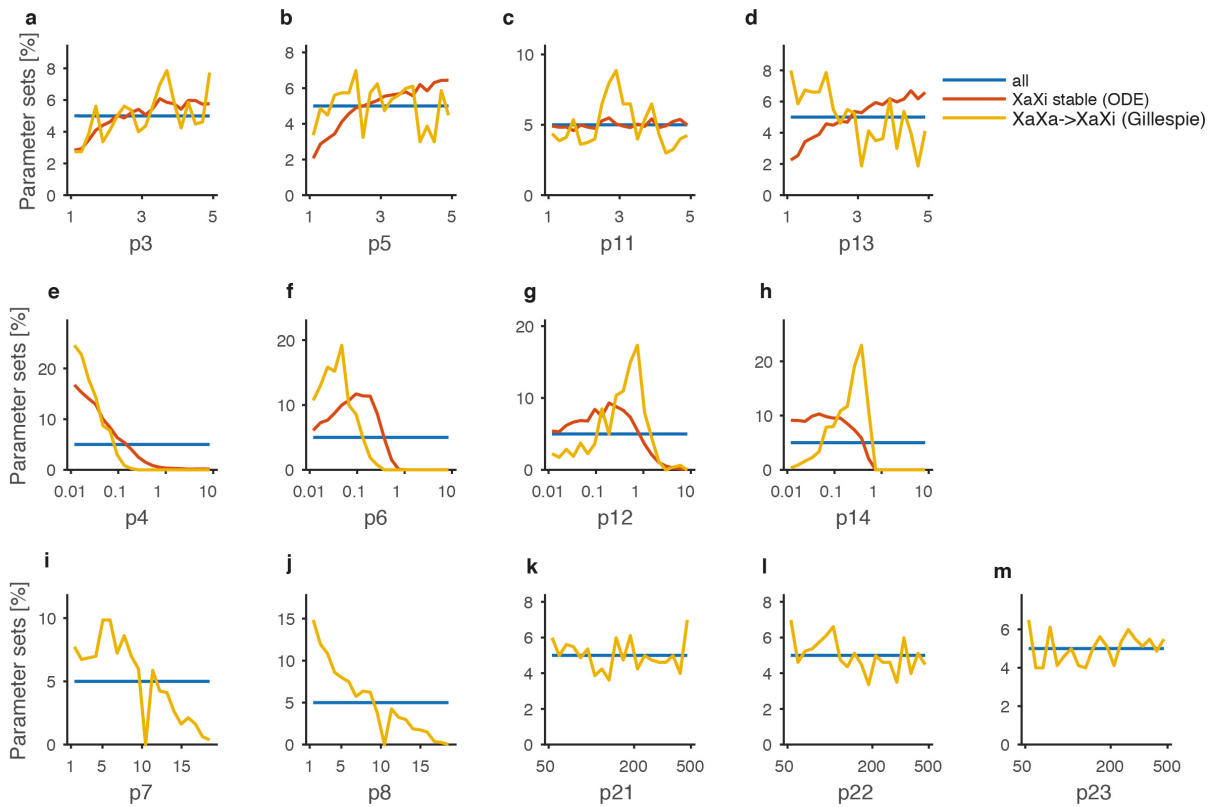 a
b
c
d
Parameter sets [%]
8
6
4
2
0
1
3
5
p3
8
6
4
2
0
1
3
5
p5
10
5
0
1
3
5
p11
8
6
4
2
0
1
3
5
p13
all
XaXi stable (ODE)
XaXa->XaXi (Gillespie)
e
f
g
h
Parameter sets [%]
20
10
0
0.01 0.1 1 10
p4
20
10
0
0.01 0.1 1 10
p6
20
10
0
0.01 0.1 1 10
p12
20
10
0
0.01 0.1 1 10
p14
i
j
k
l
m
Parameter sets [%]
10
5
0
1 5 10 15
p7
15
10
5
0
1 5 10 15
p8
8
6
4
2
0
50 200 500
p21
8
6
4
2
0
50 200 500
p22
6
4
2
0
50 200 500
p23